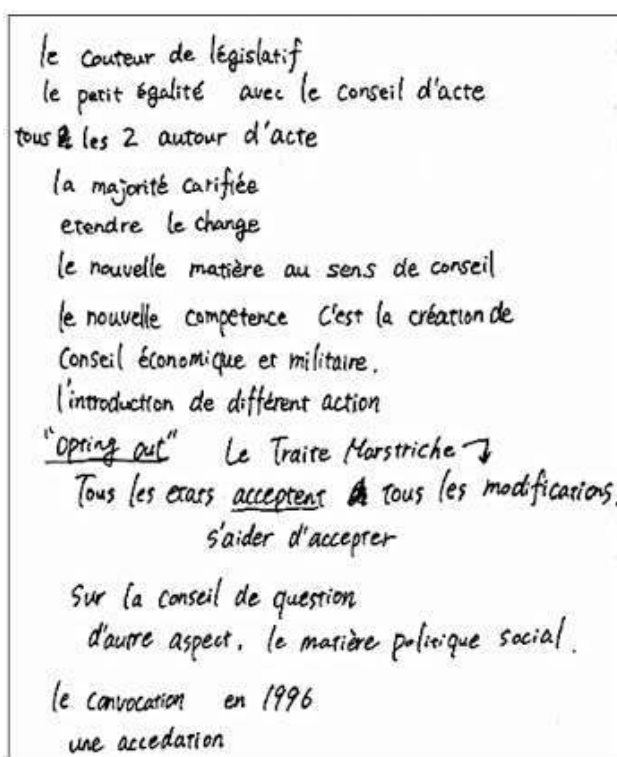 le couteur de législatif
le petit égalité avec le conseil d'acte
tous les 2 autour d'acte
la majorité carifiée
etendre le change
le nouvelle matière au sens de conseil
le nouvelle competence C'est la création de
Conseil économique et militaire.
l'introduction de différent action
"opting out" Le Traite Marstriche
Tous les etats acceptent tous les modifications.
s'aider d'accepter
Sur la conseil de question
d'autre aspect. le matière politique social.
le convocation en 1996
une accedation